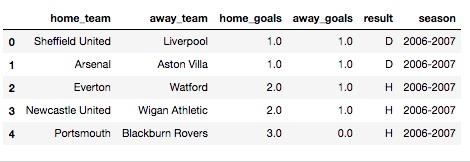 home_team away_team home_goals away_goals result season
0 Sheffield United Liverpool 1.0 1.0 D 2006-2007
1 Arsenal Aston Villa 1.0 1.0 D 2006-2007
2 Everton Watford 2.0 1.0 H 2006-2007
3 Newcastle United Wigan Athletic 2.0 1.0 H 2006-2007
4 Portsmouth Blackburn Rovers 3.0 0.0 H 2006-2007